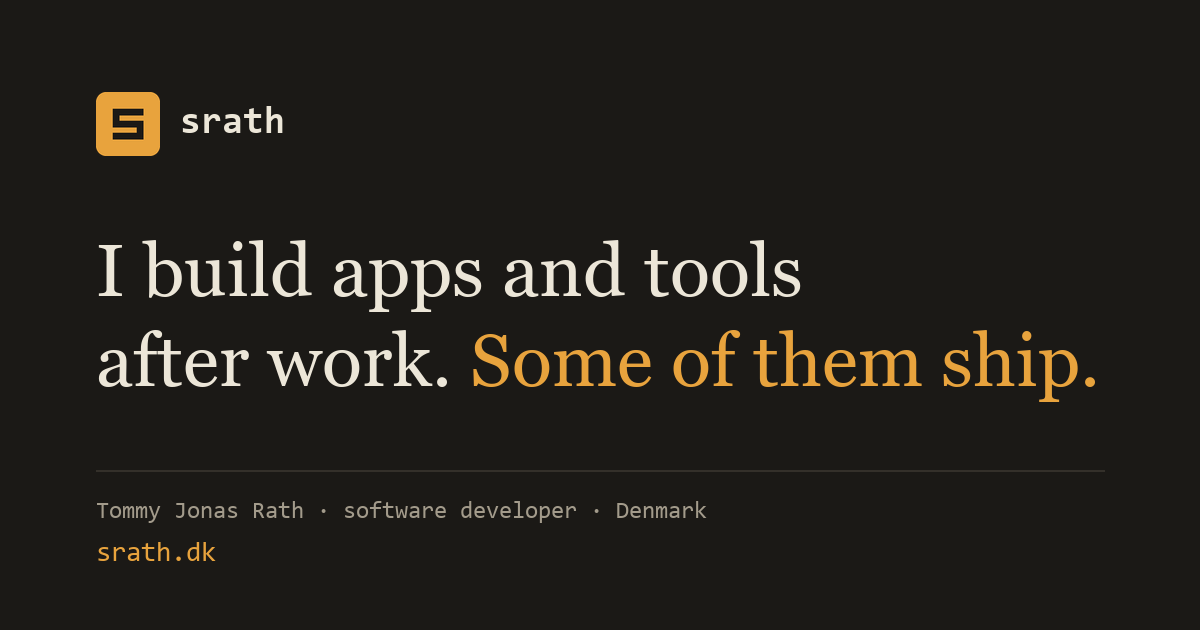 S
srath
I build apps and tools
after work. Some of them ship.
Tommy Jonas Rath · software developer · Denmark
srath.dk